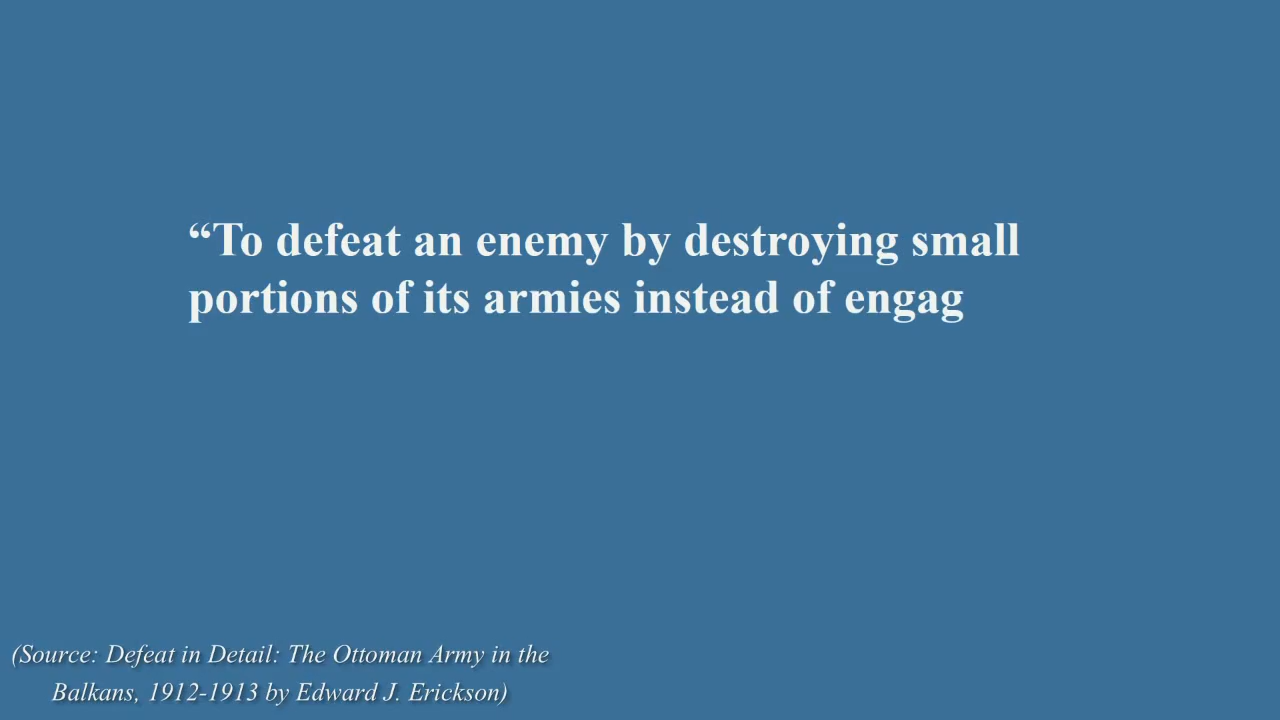 “To defeat an enemy by destroying small
portions of its armies instead of engag
(Source: Defeat in Detail: The Ottoman Army in the
Balkans, 1912-1913 by Edward J. Erickson)